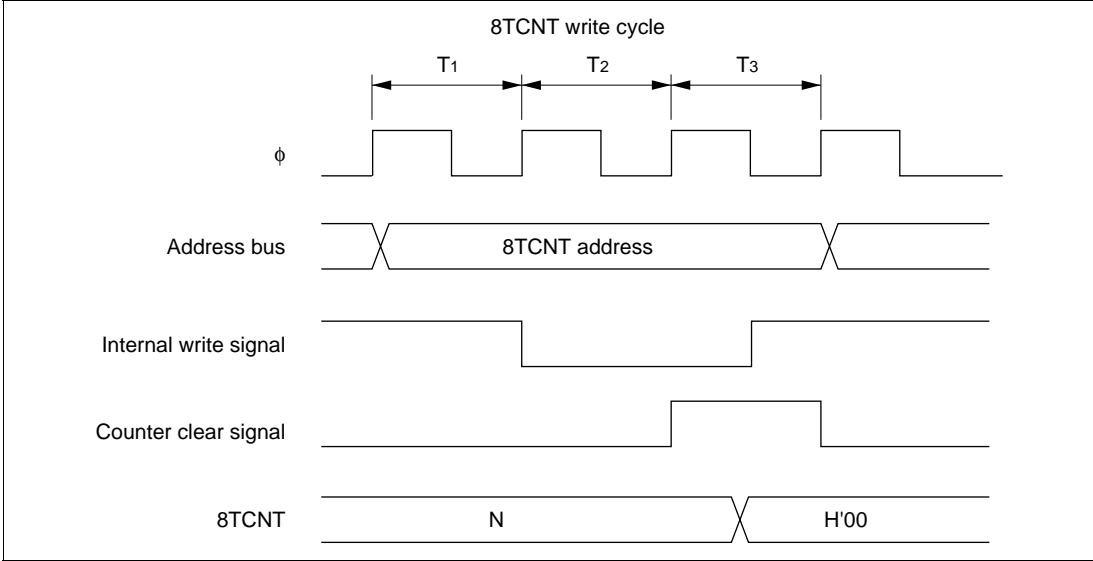 8TCNT write cycle
T1 T2 T3
ϕ
Address bus 8TCNT address
Internal write signal
Counter clear signal
8TCNT N H'00